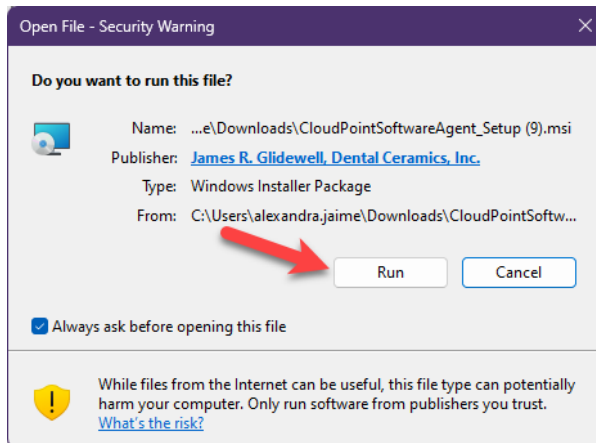 Open File - Security Warning
Do you want to run this file?
Name: ...e\Downloads\CloudPointSoftwareAgent_Setup (9).msi
Publisher: James R. Glidewell, Dental Ceramics, Inc.
Type: Windows Installer Package
From: C:\Users\alexandra.jaime\Downloads\CloudPointSoftw...
Run Cancel
Always ask before opening this file
While files from the Internet can be useful, this file type can potentially
harm your computer. Only run software from publishers you trust.
What's the risk?